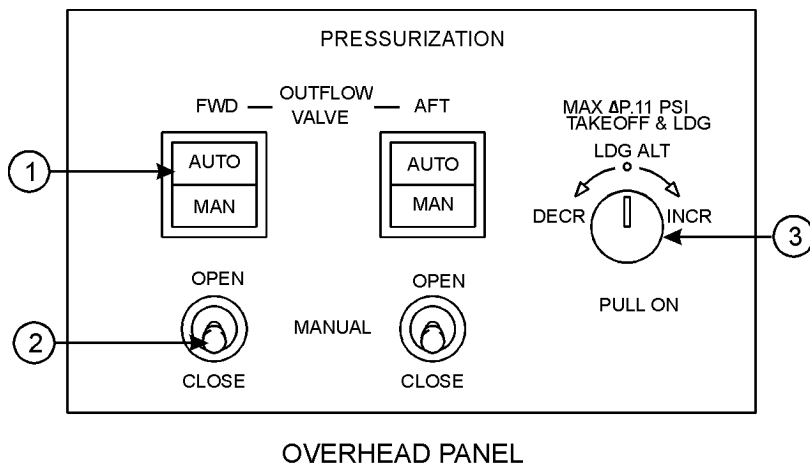 PRESSURIZATION
FWD
OUTFLOW
VALVE
AFT
MAX ΔP.11 PSI
TAKEOFF & LDG
LDG ALT
DECR
INCR
PULL ON
1
AUTO
MAN
AUTO
MAN
3
OPEN
OPEN
2
MANUAL
CLOSE
CLOSE
OVERHEAD PANEL